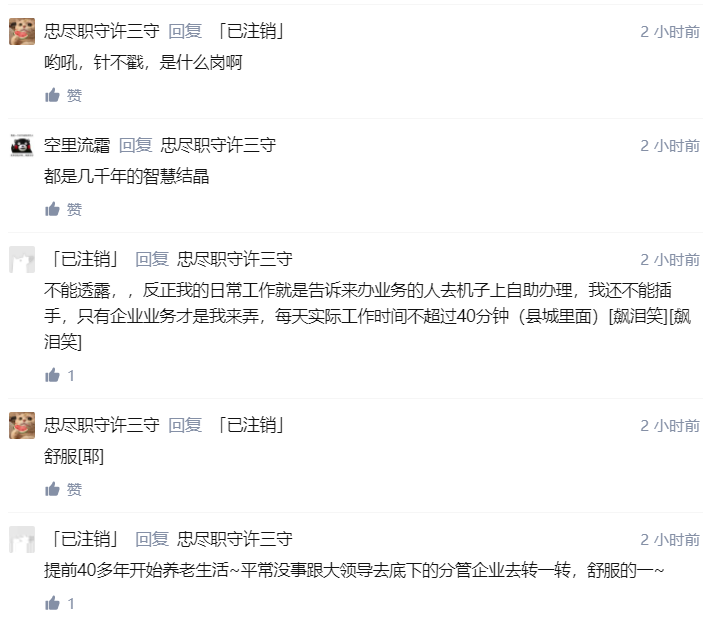 忠尽职守许三守 回复 「已注销」 2 小时前
哟吼，针不戳，是什么岗啊
赞
空里流霜 回复 忠尽职守许三守 2 小时前
都是几千年的智慧结晶
赞
「已注销」 回复 忠尽职守许三守 2 小时前
不能透露，，反正我的日常工作就是告诉来办业务的人去机子上自助办理，我还不能插
手，只有企业业务才是我来弄，每天实际工作时间不超过40分钟（县城里面）[飙泪笑][飙
泪笑]
1
忠尽职守许三守 回复 「已注销」 2 小时前
舒服[耶]
赞
「已注销」 回复 忠尽职守许三守 2 小时前
提前40多年开始养老生活~平常没事跟大领导去底下的分管企业去转一转，舒服的一~
1